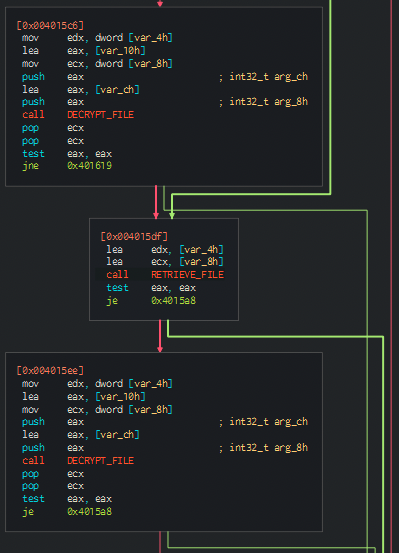 [0x004015c6]
mov edx, dword [var_4h]
lea eax, [var_10h]
mov ecx, dword [var_8h]
push eax ; int32_t arg_ch
lea eax, [var_ch]
push eax ; int32_t arg_8h
call DECRYPT_FILE
pop ecx
pop ecx
test eax, eax
jne 0x401619
[0x004015df]
lea edx, [var_4h]
lea ecx, [var_8h]
call RETRIEVE_FILE
test eax, eax
je 0x4015a8
[0x004015ee]
mov edx, dword [var_4h]
lea eax, [var_10h]
mov ecx, dword [var_8h]
push eax ; int32_t arg_ch
lea eax, [var_ch]
push eax ; int32_t arg_8h
call DECRYPT_FILE
pop ecx
pop ecx
test eax, eax
je 0x4015a8